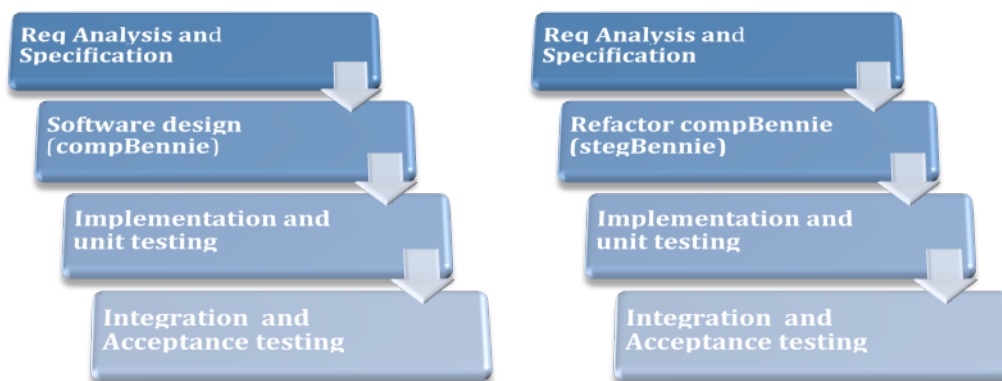 Req Analysis and
Specification
Software design
(compBennie)
Implementation and
unit testing
Integration and
Acceptance testing
Req Analysis and
Specification
Refactor compBennie
(stegBennie)
Implementation and
unit testing
Integration and
Acceptance testing